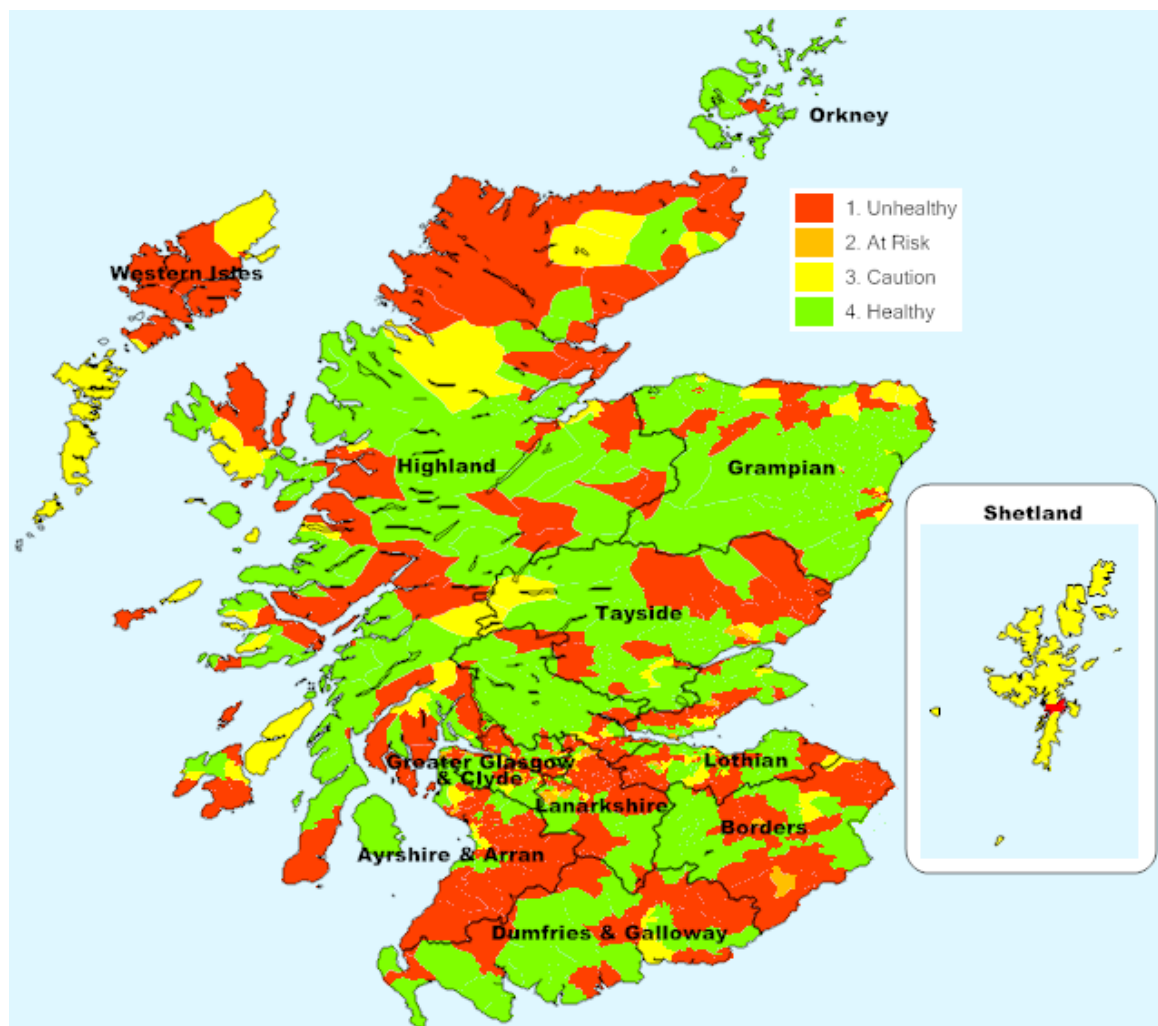 Orkney
1. Unhealthy
2. At Risk
3. Caution
4. Healthy
Western Isles
Highland
Grampian
Shetland
Tayside
Greater Glasgow
& Clyde
Lothian
Lanarkshire
Borders
Ayrshire & Arran
Dumfries & Galloway